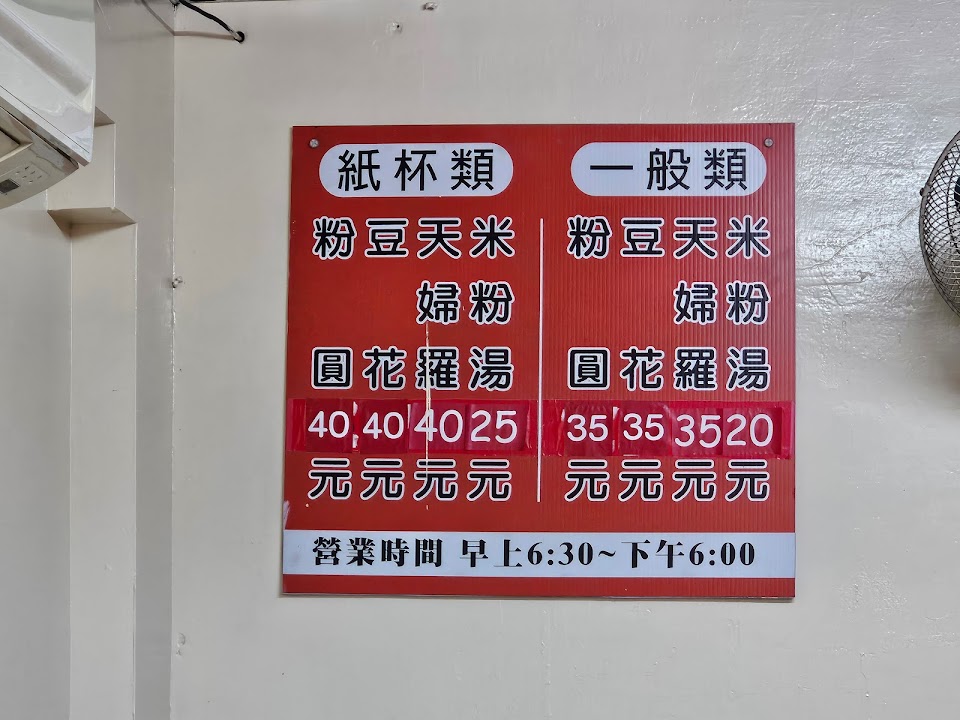 一般類
米粉湯20元
天婦羅35元
豆花35元
粉圓35元
紙杯類
米粉湯25元
天婦羅40元
豆花40元
粉圓40元
營業時間 早上6:30~下午6:00